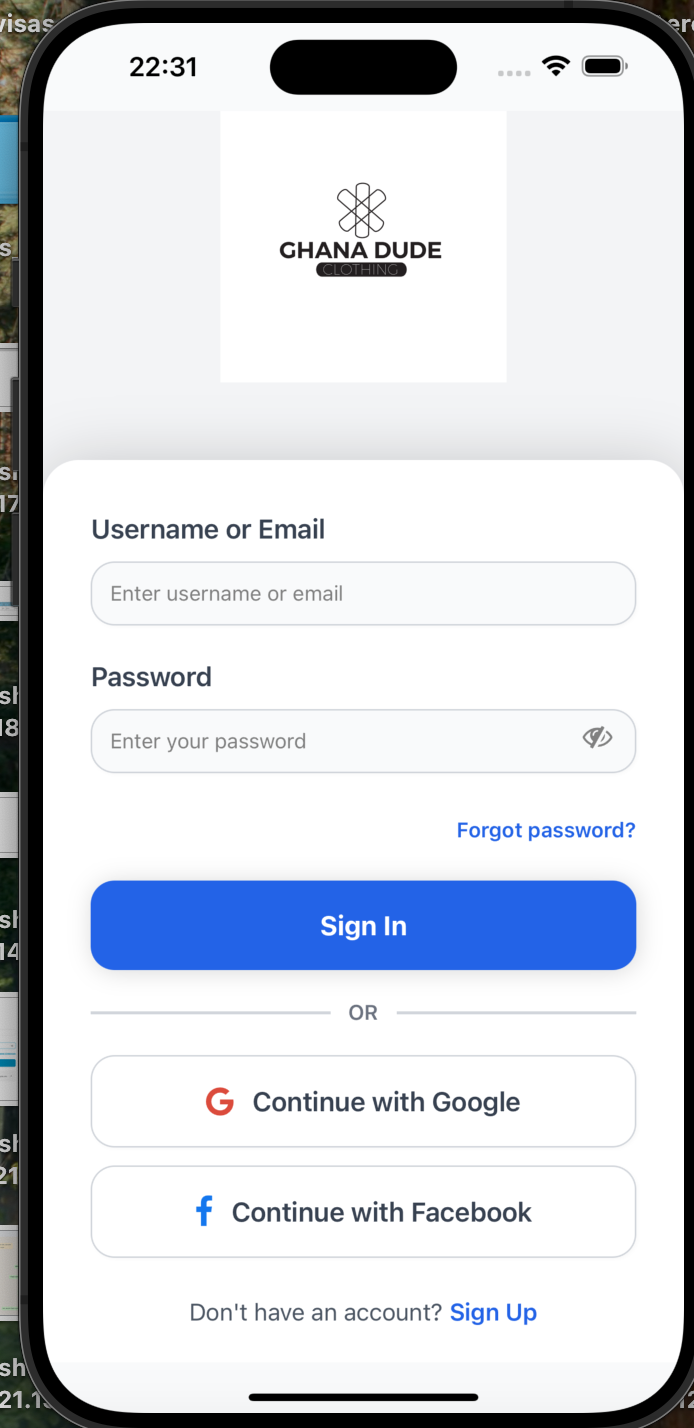 22:31
GHANA DUDE
CLOTHING
Username or Email
Enter username or email
Password
Enter your password
Forgot password?
Sign In
OR
Continue with Google
Continue with Facebook
Don't have an account? Sign Up